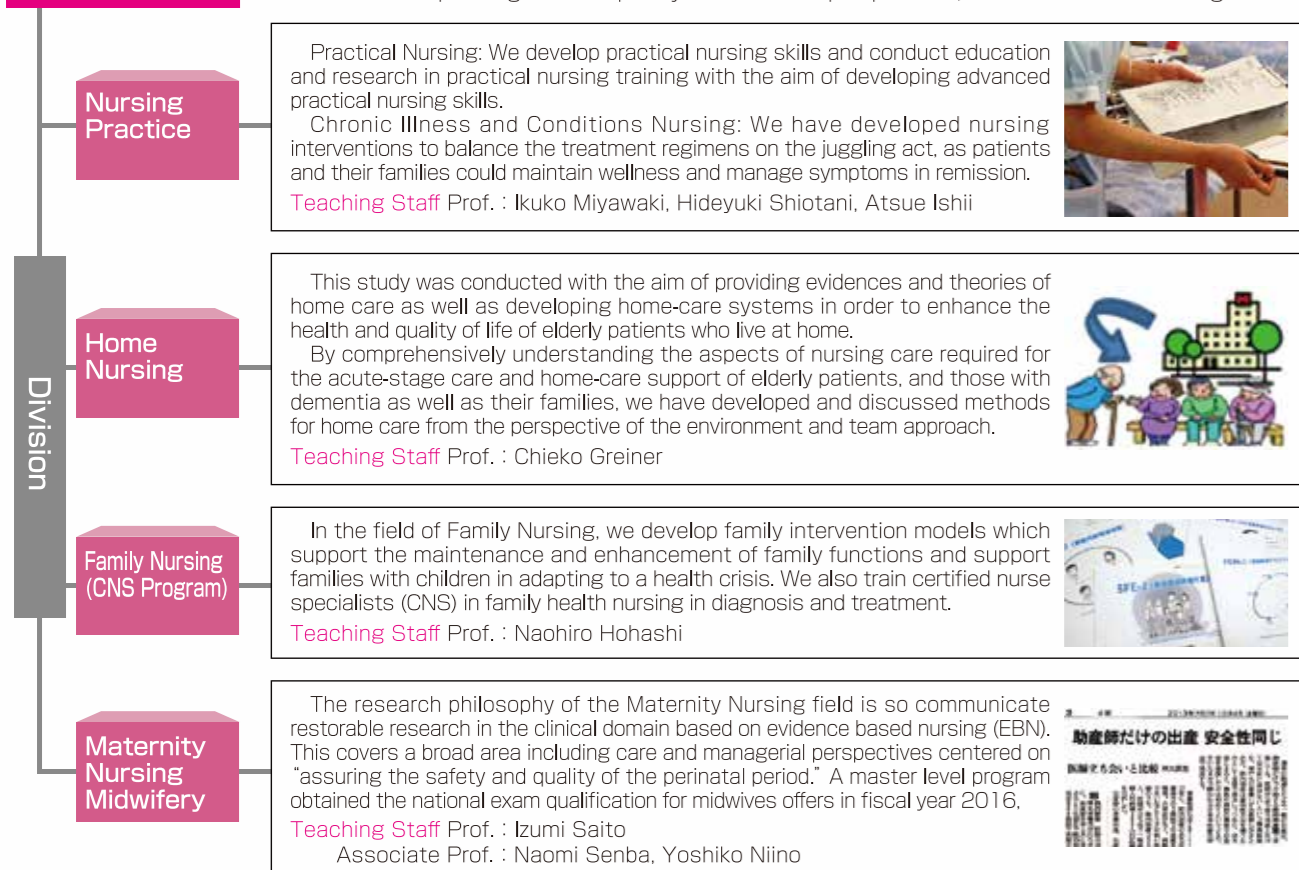 Division
Nursing
Practice
Practical Nursing: We develop practical nursing skills and conduct education
and research in practical nursing training with the aim of developing advanced
practical nursing skills.
Chronic Illness and Conditions Nursing: We have developed nursing
interventions to balance the treatment regimens on the juggling act, as patients
and their families could maintain wellness and manage symptoms in remission.
Teaching Staff Prof. : Ikuko Miyawaki, Hideyuki Shiotani, Atsue Ishii
Home
Nursing
This study was conducted with the aim of providing evidences and theories of
home care as well as developing home-care systems in order to enhance the
health and quality of life of elderly patients who live at home.
By comprehensively understanding the aspects of nursing care required for
the acute-stage care and home-care support of elderly patients, and those with
dementia as well as their families, we have developed and discussed methods
for home care from the perspective of the environment and team approach.
Teaching Staff Prof. : Chieko Greiner
H
Family Nursing
(CNS Program)
In the field of Family Nursing, we develop family intervention models which
support the maintenance and enhancement of family functions and support
families with children in adapting to a health crisis. We also train certified nurse
specialists (CNS) in family health nursing in diagnosis and treatment.
Teaching Staff Prof. : Naohiro Hohashi
Maternity
Nursing
Midwifery
The research philosophy of the Maternity Nursing field is so communicate
restorable research in the clinical domain based on evidence based nursing (EBN).
This covers a broad area including care and managerial perspectives centered on
"assuring the safety and quality of the perinatal period." A master level program
obtained the national exam qualification for midwives offers in fiscal year 2016,
Teaching Staff Prof. : Izumi Saito
Associate Prof. : Naomi Senba, Yoshiko Niino
助産師だけの出産 安全性同じ
医師立ち会いと比較